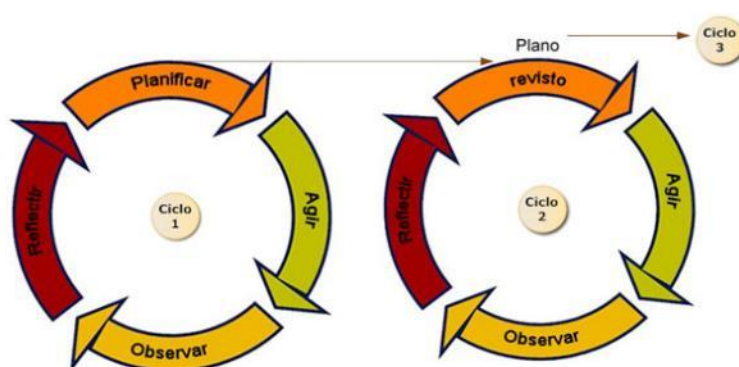 Planificar
Agir
Observar
Reflectir
Ciclo
1
Plano
revisto
Agir
Observar
Reflectir
Ciclo
2
Ciclo
3